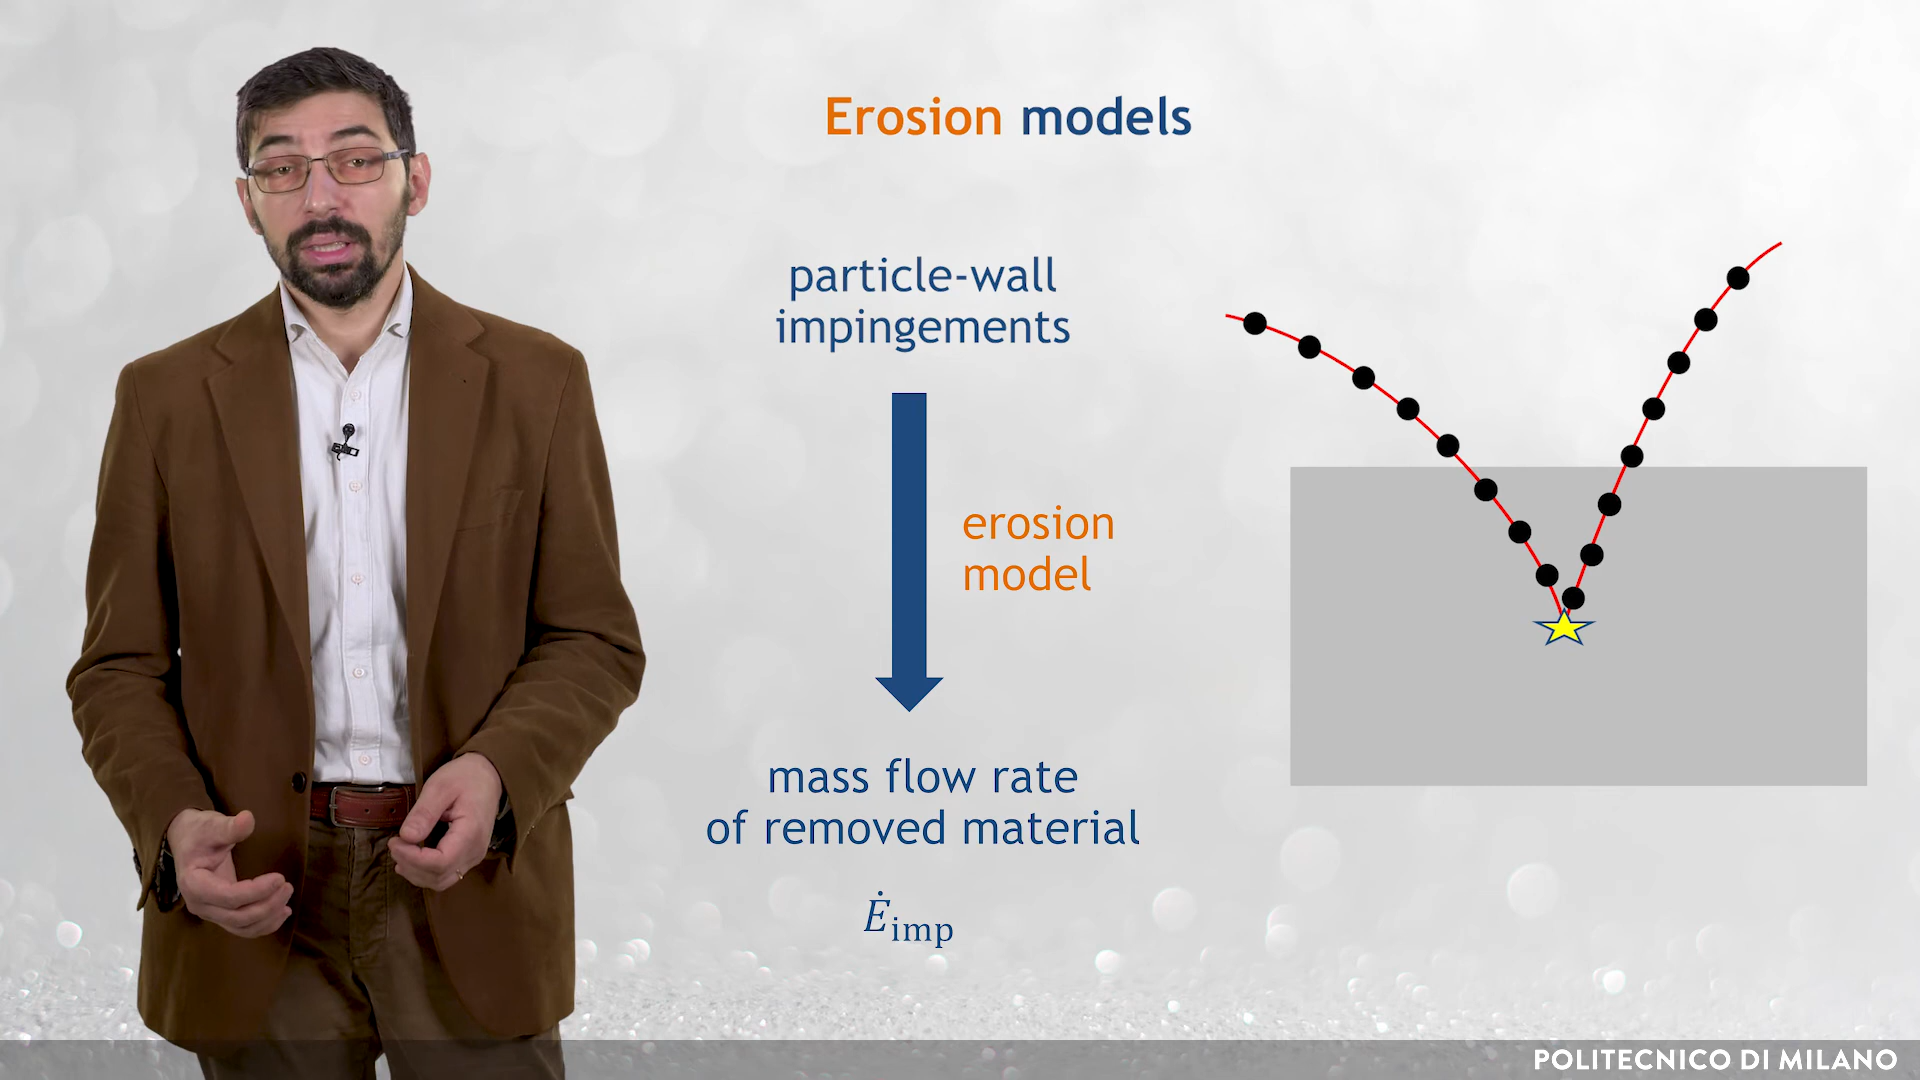 Erosion models
particle-wall
impingements
erosion
model
mass flow rate
of removed material
Ė_imp
POLITECNICO DI MILANO